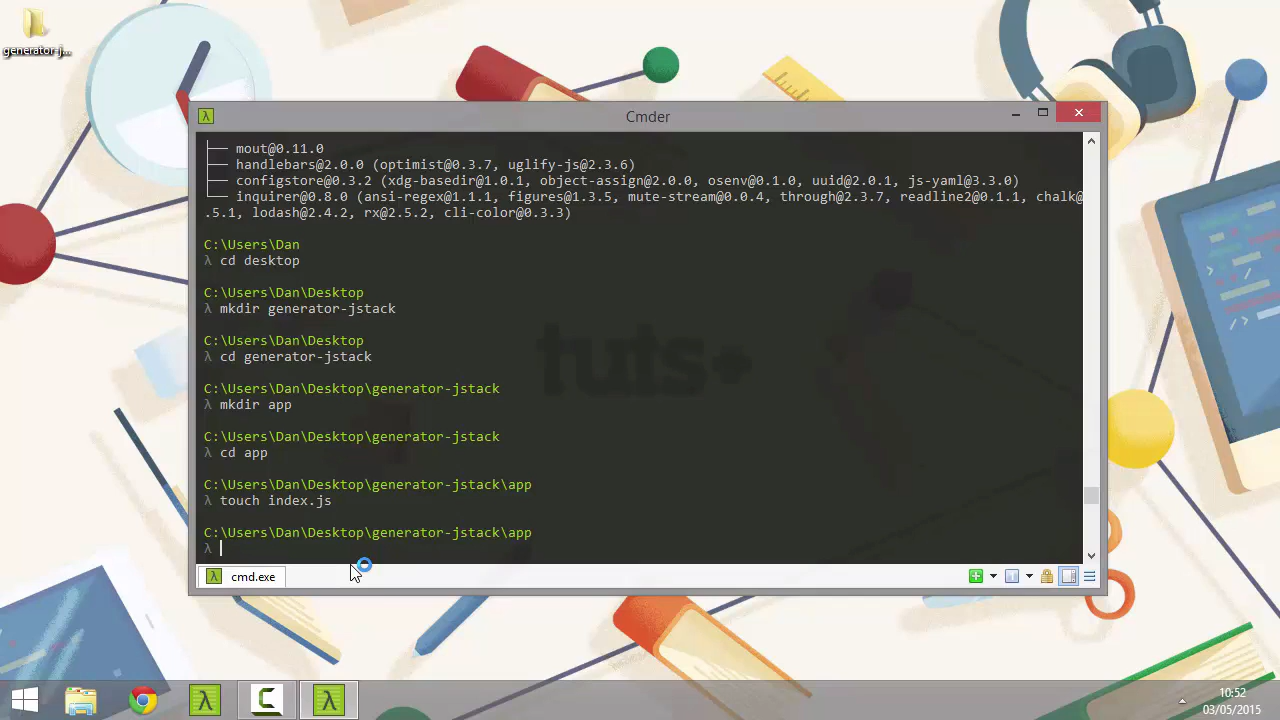 generator-j...
Cmder
├── mout@0.11.0
├── handlebars@2.0.0 (optimist@0.3.7, uglify-js@2.3.6)
├── configstore@0.3.2 (xdg-basedir@1.0.1, object-assign@2.0.0, osenv@0.1.0, uuid@2.0.1, js-yaml@3.3.0)
└── inquirer@0.8.0 (ansi-regex@1.1.1, figures@1.3.5, mute-stream@0.0.4, through@2.3.7, readline2@0.1.1, chalk@
.5.1, lodash@2.4.2, rx@2.5.2, cli-color@0.3.3)
C:\Users\Dan
λ cd desktop
C:\Users\Dan\Desktop
λ mkdir generator-jstack
C:\Users\Dan\Desktop
λ cd generator-jstack
C:\Users\Dan\Desktop\generator-jstack
λ mkdir app
C:\Users\Dan\Desktop\generator-jstack
λ cd app
C:\Users\Dan\Desktop\generator-jstack\app
λ touch index.js
C:\Users\Dan\Desktop\generator-jstack\app
λ
tuts+
cmd.exe
10:52
03/05/2015